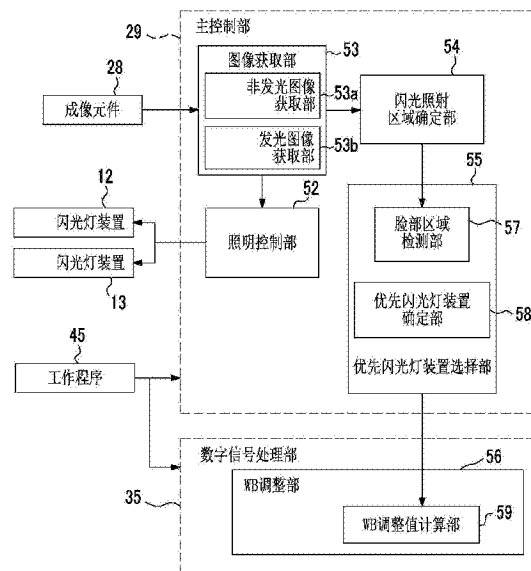 29
主控制部
53
图像获取部
28
成像元件
非发光图像
获取部
53a
发光图像
获取部
53b
54
闪光照射
区域确定部
55
12
闪光灯装置
闪光灯装置
13
52
照明控制部
脸部区域
检测部
57
优先闪光灯装置
确定部
58
优先闪光灯装置选择部
45
工作程序
数字信号处理部
35
56
WB调整部
WB调整值计算部
59